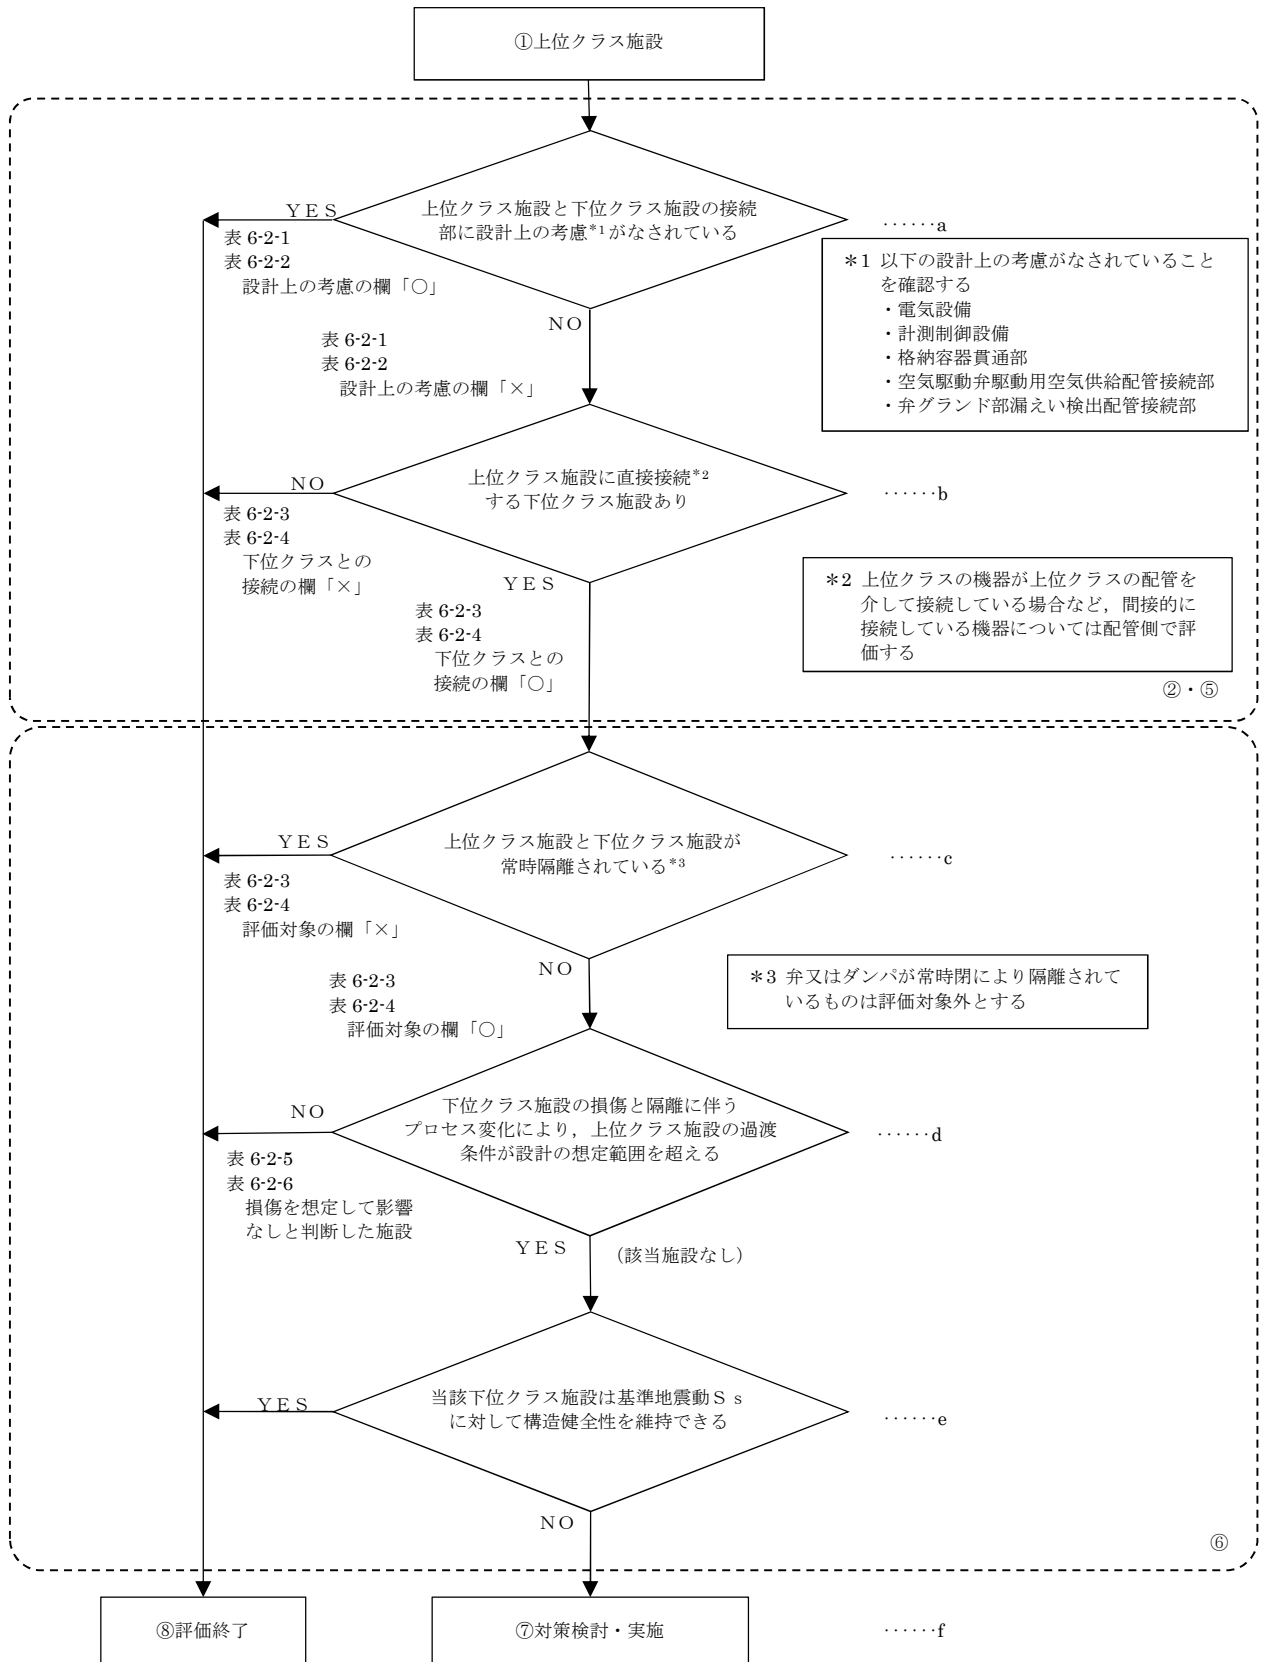 ①上位クラス施設
上位クラス施設と下位クラス施設の接続
部に設計上の考慮*1がなされている
YES
表 6-2-1
表 6-2-2
設計上の考慮の欄「○」
······a
*1 以下の設計上の考慮がなされていること
を確認する
・電気設備
・計測制御設備
・格納容器貫通部
・空気駆動弁駆動用空気供給配管接続部
・弁グランド部漏えい検出配管接続部
NO
表 6-2-1
表 6-2-2
設計上の考慮の欄「×」
上位クラス施設に直接接続*2
する下位クラス施設あり
NO
表 6-2-3
表 6-2-4
下位クラスとの
接続の欄「×」
······b
YES
表 6-2-3
表 6-2-4
下位クラスとの
接続の欄「○」
*2 上位クラスの機器が上位クラスの配管を
介して接続している場合など，間接的に
接続している機器については配管側で評
価する
②・⑤
上位クラス施設と下位クラス施設が
常時隔離されている*3
YES
表 6-2-3
表 6-2-4
評価対象の欄「×」
······c
NO
表 6-2-3
表 6-2-4
評価対象の欄「○」
*3 弁又はダンパが常時閉により隔離されて
いるものは評価対象外とする
下位クラス施設の損傷と隔離に伴う
プロセス変化により，上位クラス施設の過渡
条件が設計の想定範囲を超える
NO
表 6-2-5
表 6-2-6
損傷を想定して影響
なしと判断した施設
······d
YES
（該当施設なし）
当該下位クラス施設は基準地震動Ｓｓ
に対して構造健全性を維持できる
YES
······e
NO
⑥
⑧評価終了
⑦対策検討・実施
······f